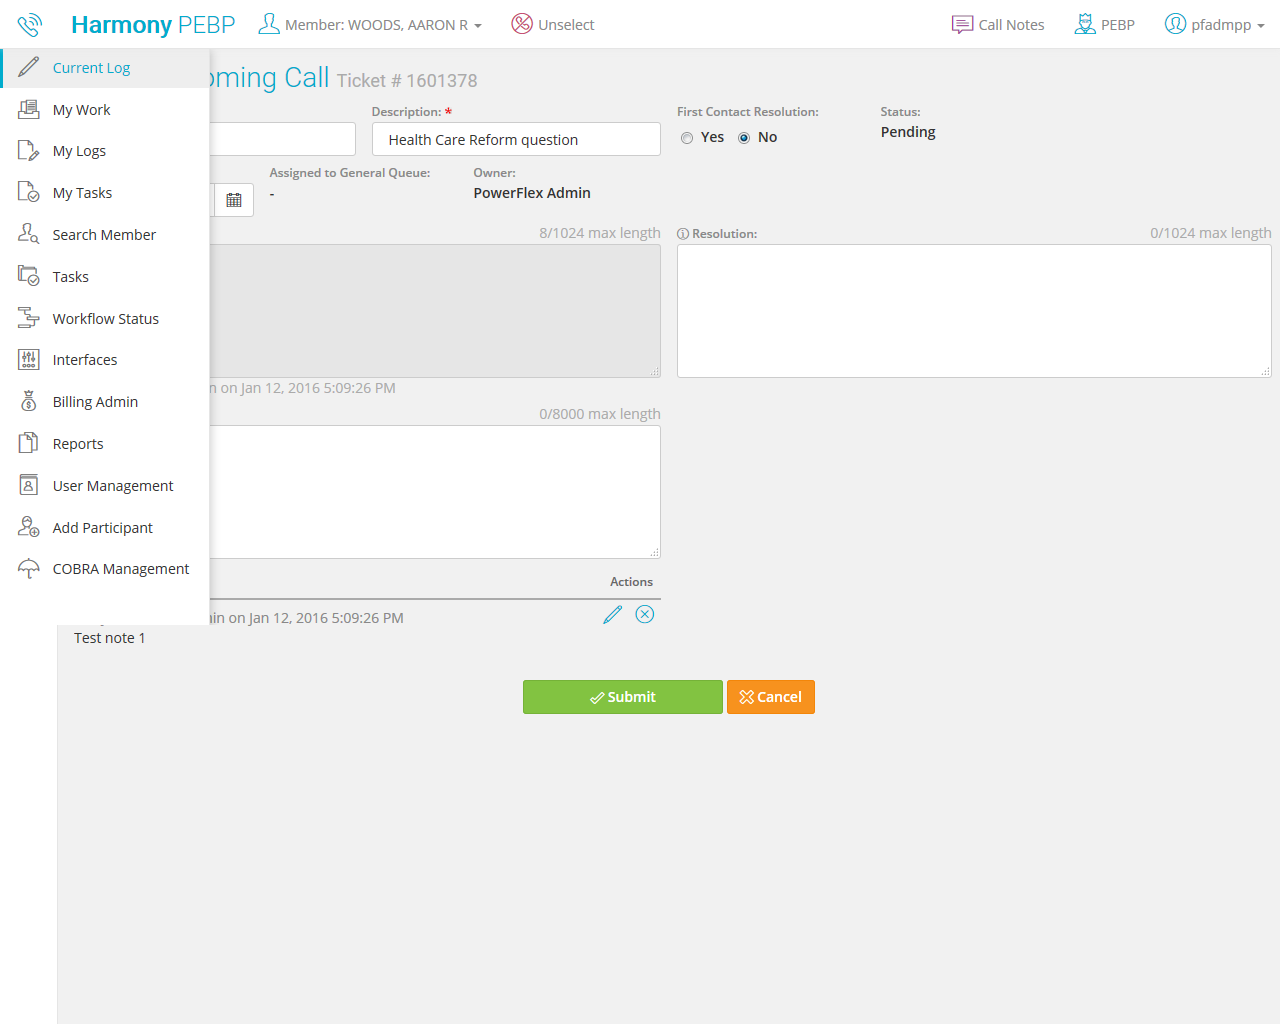 Harmony PEBP Member: WOODS, AARON R Unselect Call Notes PEBP pfadmpp
Current Log
My Work
My Logs
My Tasks
Search Member
Tasks
Workflow Status
Interfaces
Billing Admin
Reports
User Management
Add Participant
COBRA Management
oming Call Ticket # 1601378
Description: * First Contact Resolution: Status:
Health Care Reform question Yes No Pending
Assigned to General Queue: Owner:
- PowerFlex Admin
8/1024 max length Resolution: 0/1024 max length
n on Jan 12, 2016 5:09:26 PM
0/8000 max length
Actions
in on Jan 12, 2016 5:09:26 PM
Test note 1
Submit Cancel